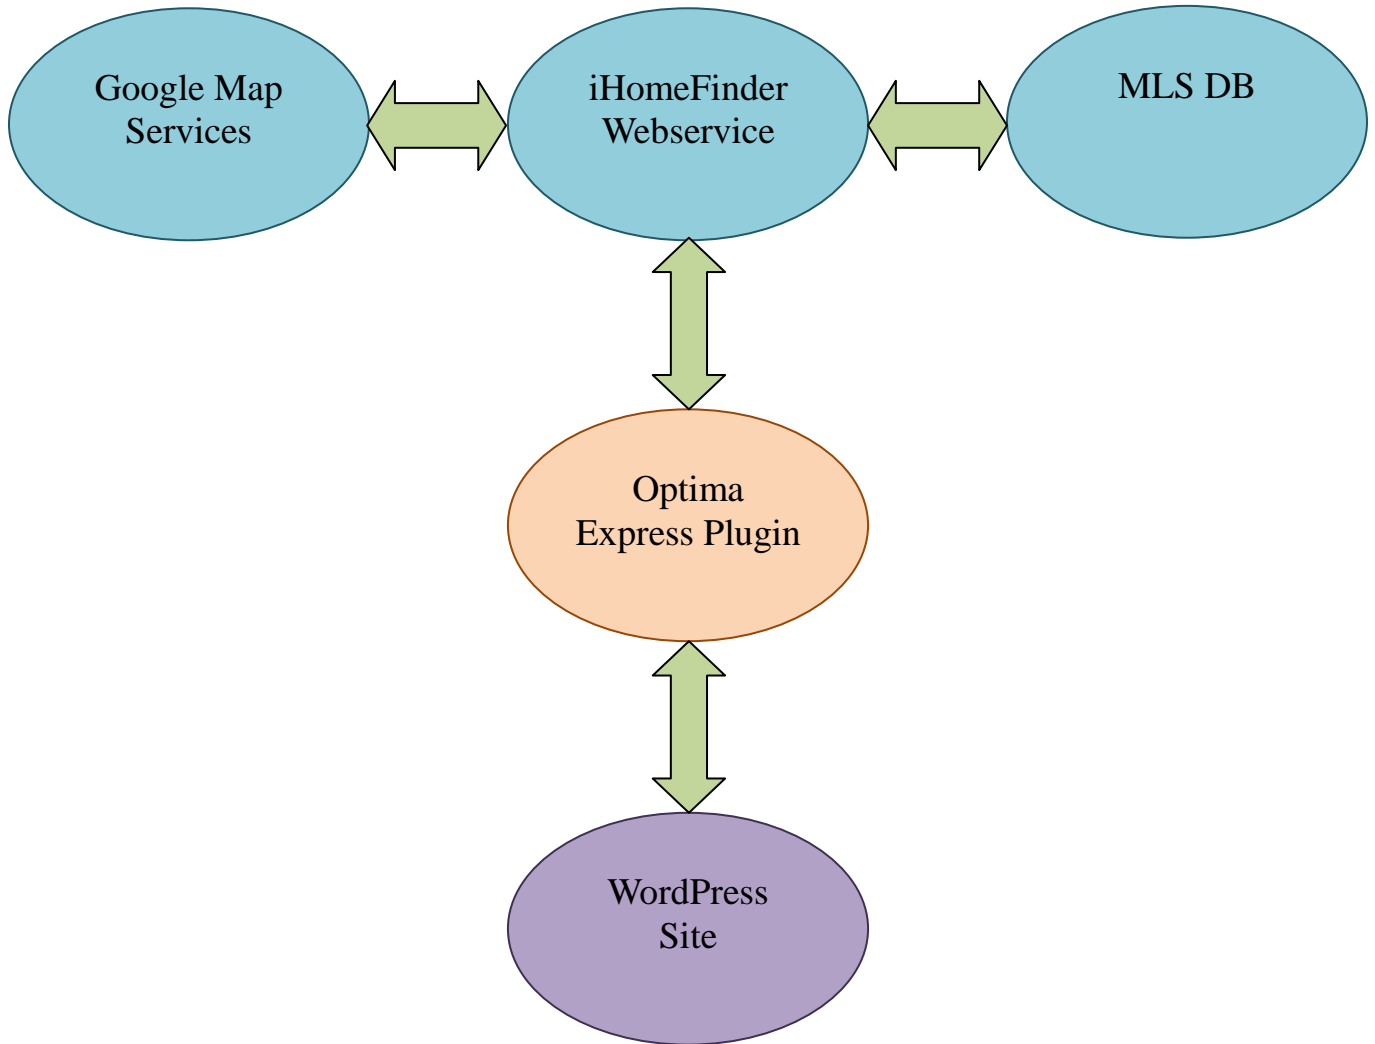 Google Map
Services
iHomeFinder
Webservice
MLS DB
Optima
Express Plugin
WordPress
Site